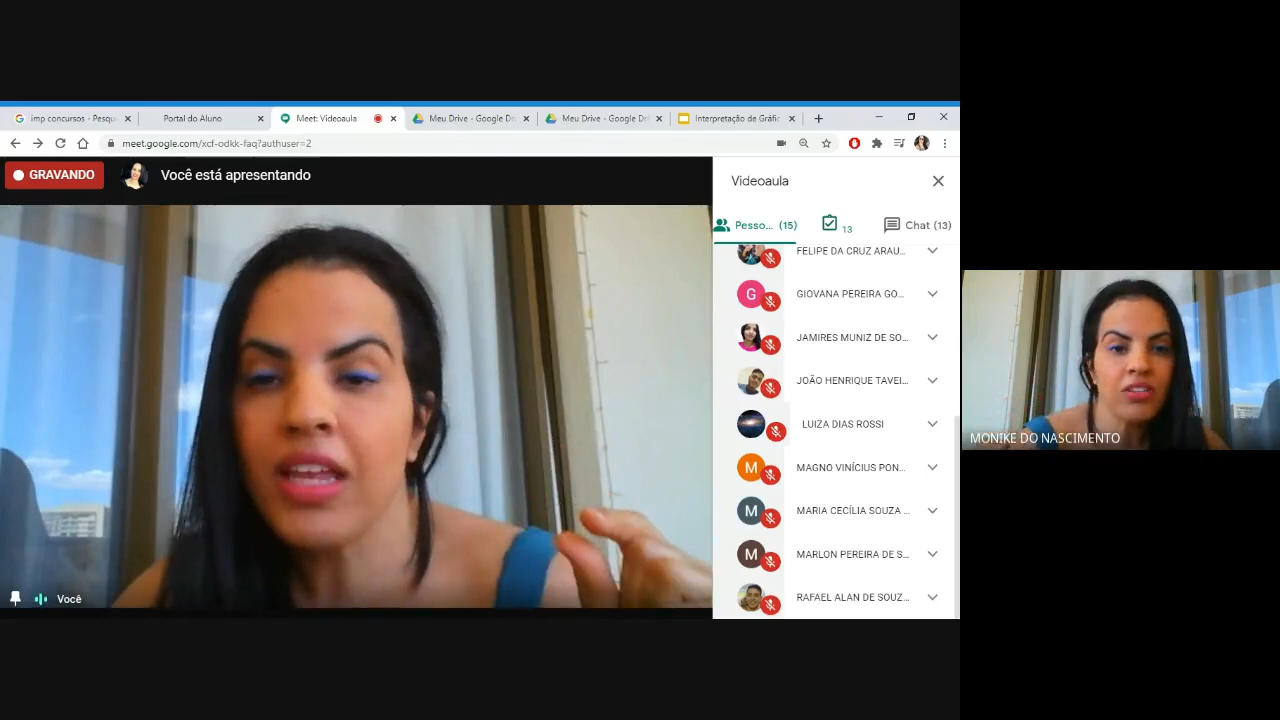 imp concursos - Pesqu
Portal do Aluno
Meet: Videoaula
Meu Drive - Google Dri
Meu Drive - Google Dri
Interpretação de Gráfic
meet.google.com/xcf-odkk-faq?authuser=2
GRAVANDO
Você está apresentando
Videoaula
Pesso... (15)
13
Chat (13)
FELIPE DA CRUZ ARAU...
G
GIOVANA PEREIRA GO...
JAMIRES MUNIZ DE SO...
JOÃO HENRIQUE TAVEI...
LUIZA DIAS ROSSI
M
MAGNO VINÍCIUS PON...
M
MARIA CECÍLIA SOUZA ...
M
MARLON PEREIRA DE S...
RAFAEL ALAN DE SOUZ...
Você
MONIKE DO NASCIMENTO